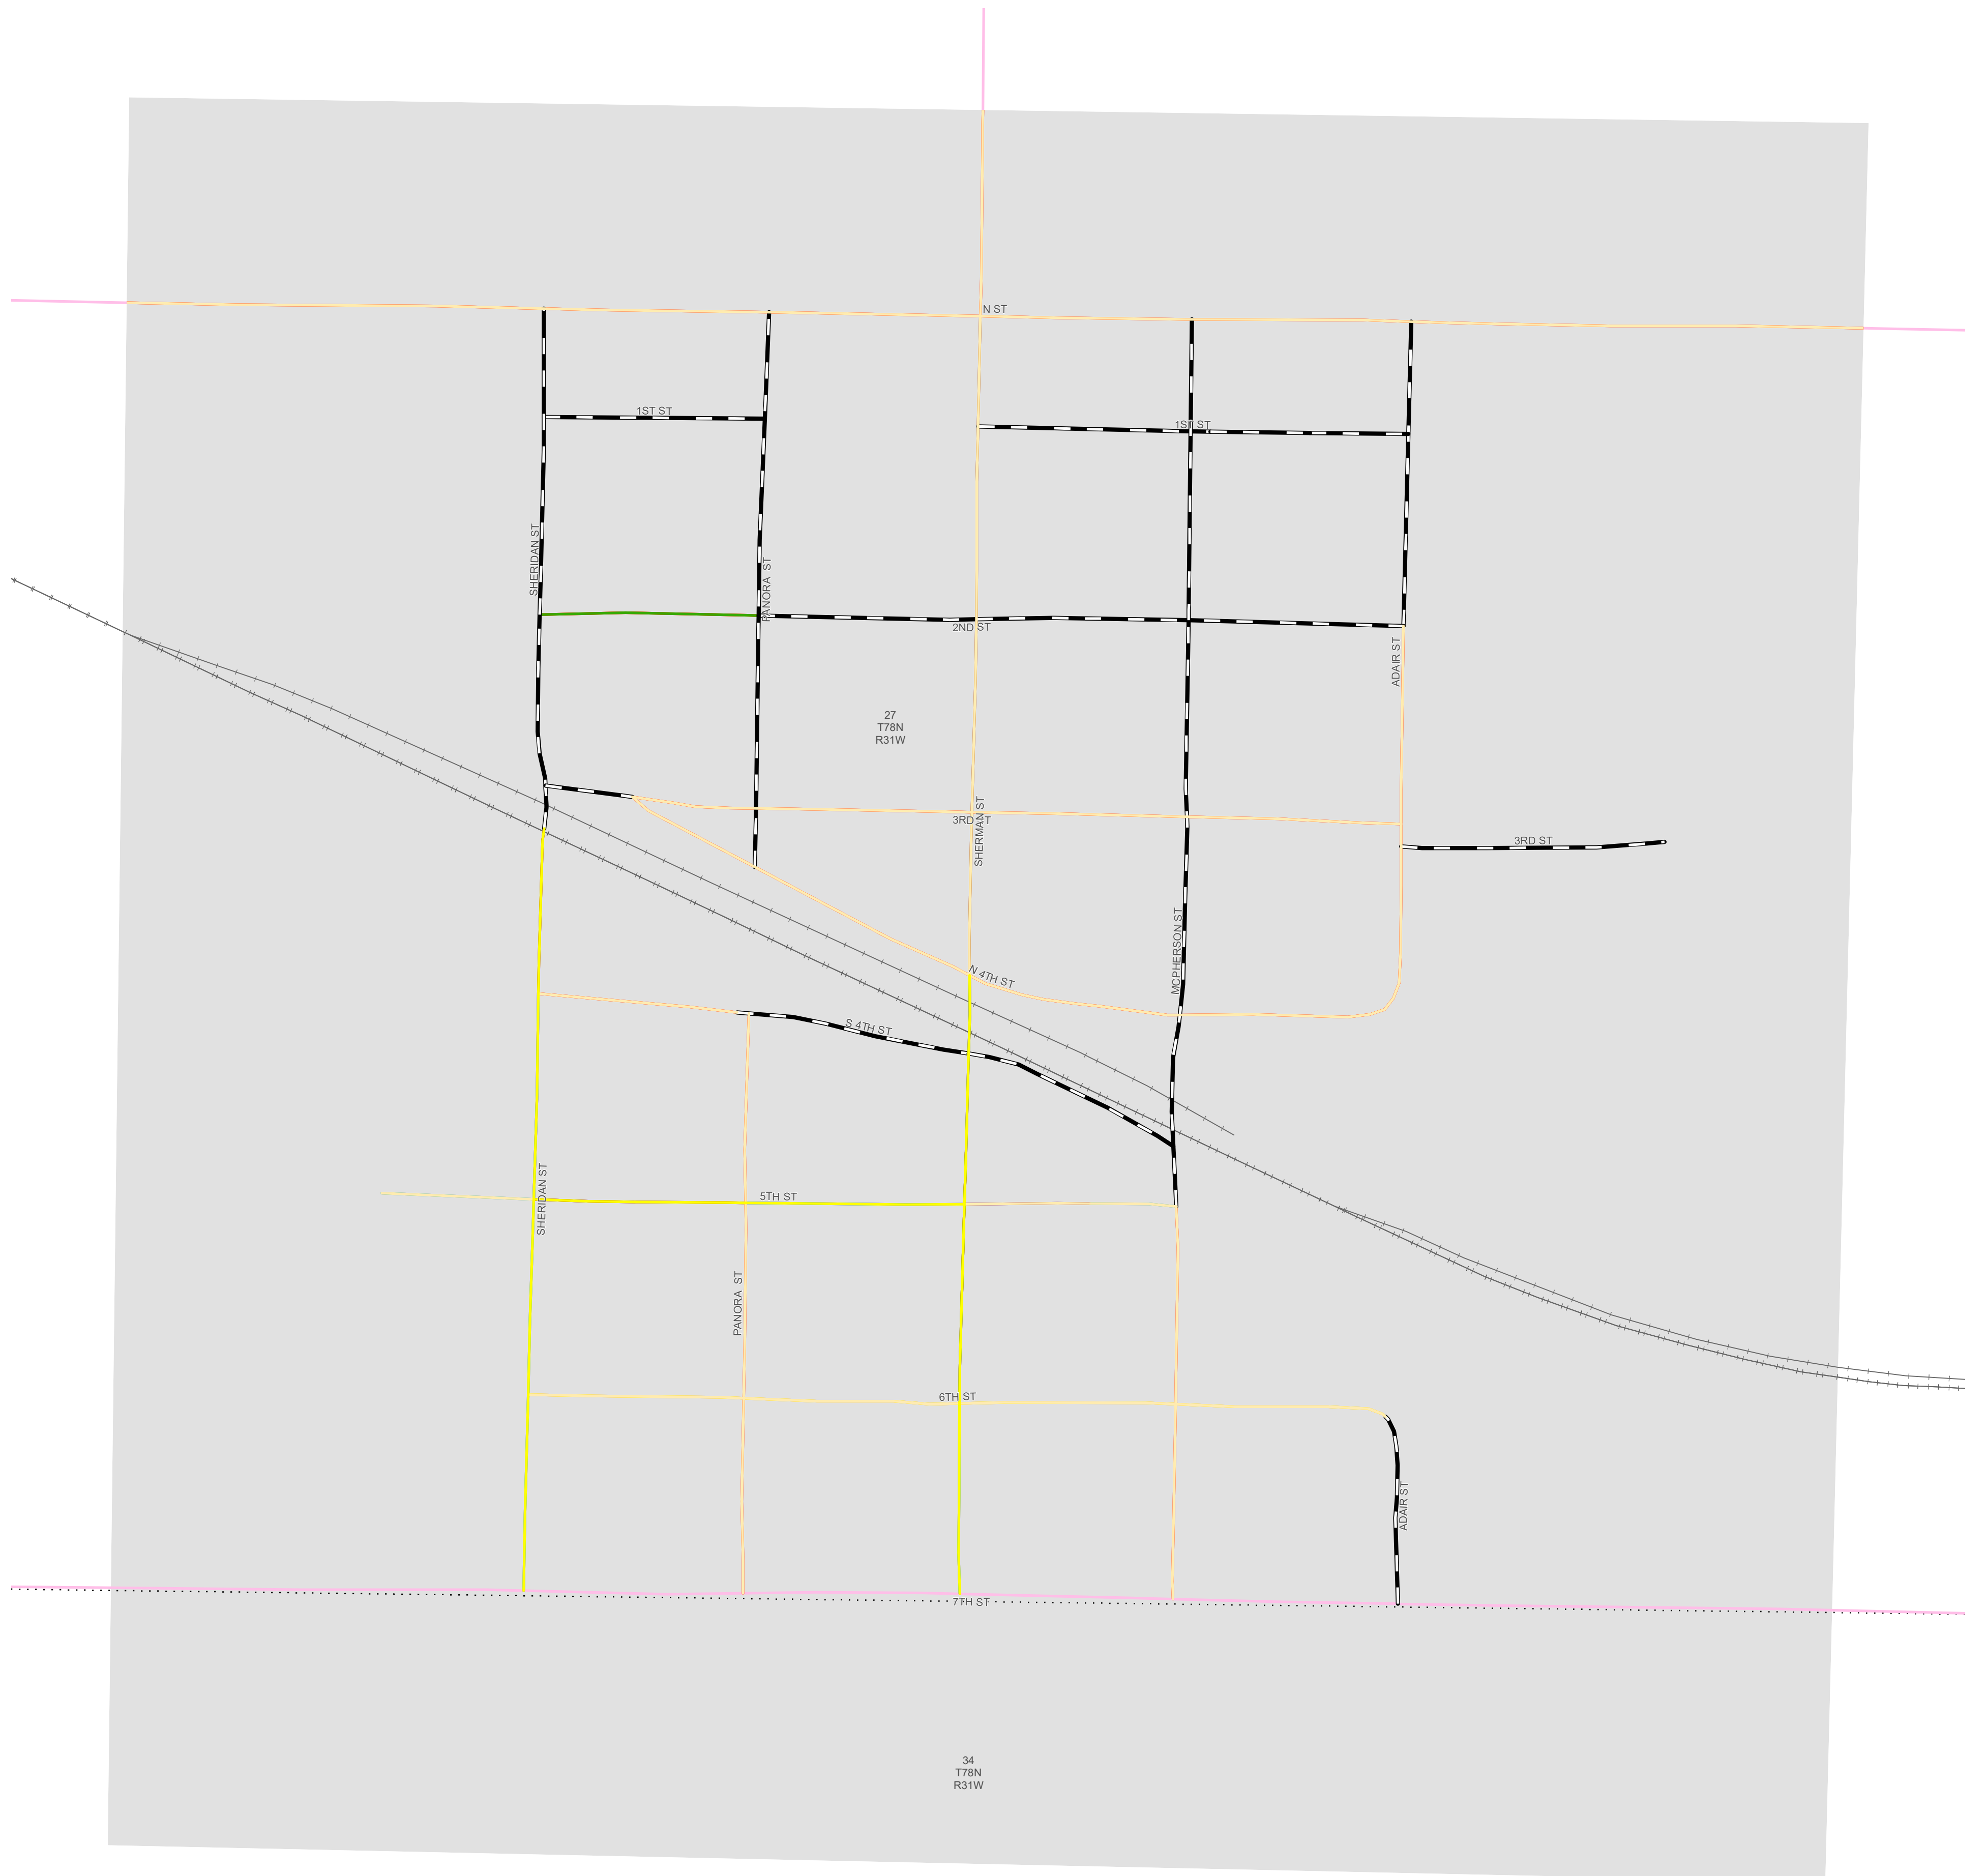 N ST
1ST ST
1ST ST
SHERIDAN ST
PANORA ST
2ND ST
ADAIR ST
27
T78N
R31W
3RD ST
SHERMAN ST
3RD ST
MCPHERSON ST
N 4TH ST
S 4TH ST
SHERIDAN ST
5TH ST
PANORA ST
6TH ST
ADAIR ST
7TH ST
34
T78N
R31W